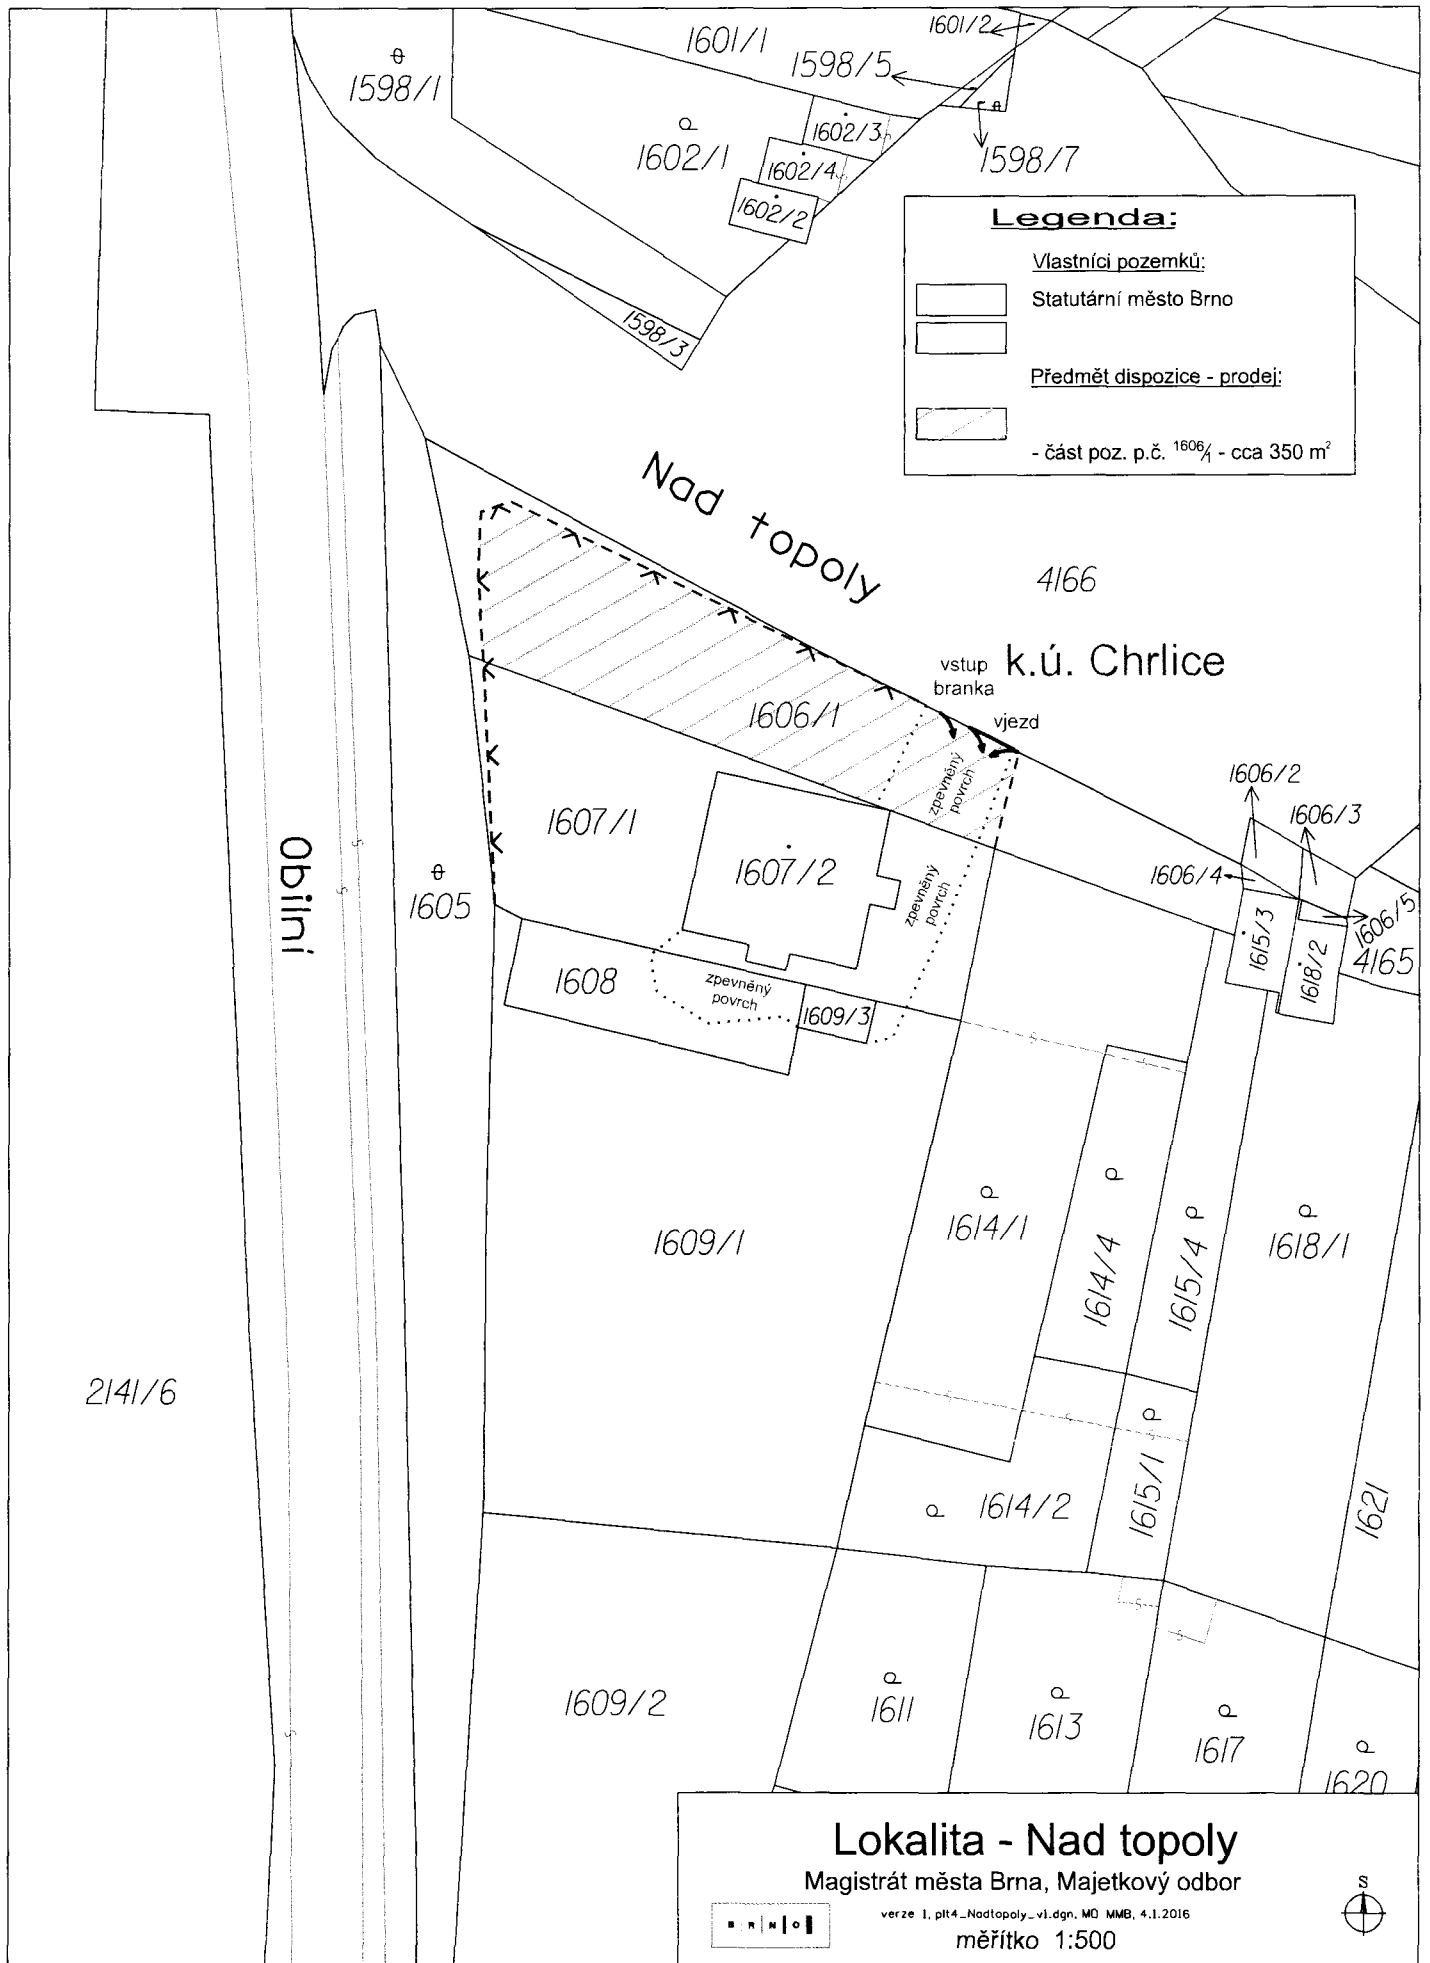 1601/1
1601/2
1598/5
1598/1
1602/1
1602/3
1602/4
1602/2
1598/7
1598/3
Legenda:
Vlastníci pozemků:
Statutární město Brno
Předmět dispozice - prodej:
- část poz. p.č. 1606/1 - cca 350 m²
Nad topoly
4166
k.ú. Chrlice
vstup
branka
vjezd
1606/1
zpevněný
povrch
1606/2
1606/3
1606/4
1606/5
1607/1
1607/2
zpevněný
povrch
1615/3
1618/2
4165
Obilní
1605
1608
zpevněný
povrch
1609/3
1609/1
1614/1
1614/4
1615/4
1618/1
2141/6
1614/2
1615/1
1621
1609/2
1611
1613
1617
1620
Lokalita - Nad topoly
Magistrát města Brna, Majetkový odbor
verze 1, plt4_Nadtopoly_v1.dgn, MO MMB, 4.1.2016
měřítko 1:500
B R N O
S